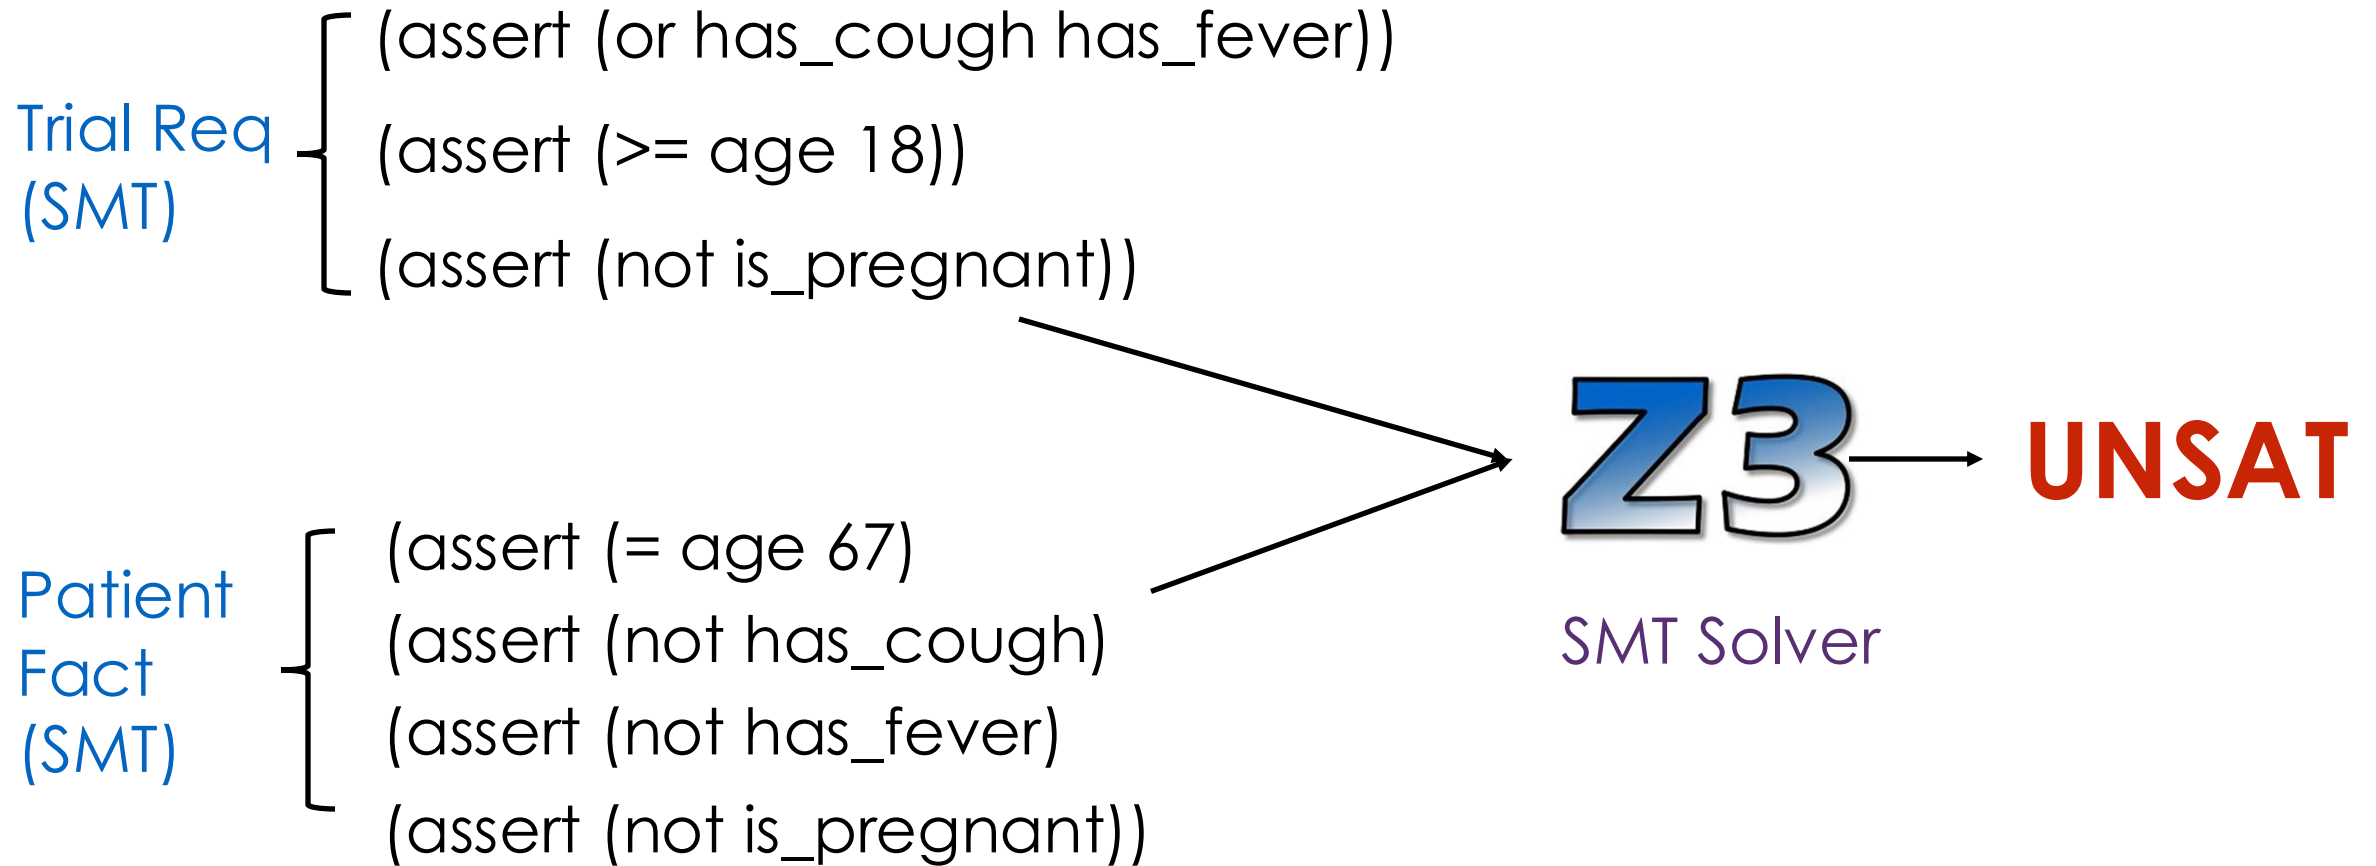 (assert (or has_cough has_fever))
Trial Req
(SMT)
(assert (>= age 18))
(assert (not is_pregnant))
Z3
UNSAT
SMT Solver
Patient
Fact
(SMT)
(assert (= age 67)
(assert (not has_cough)
(assert (not has_fever)
(assert (not is_pregnant))